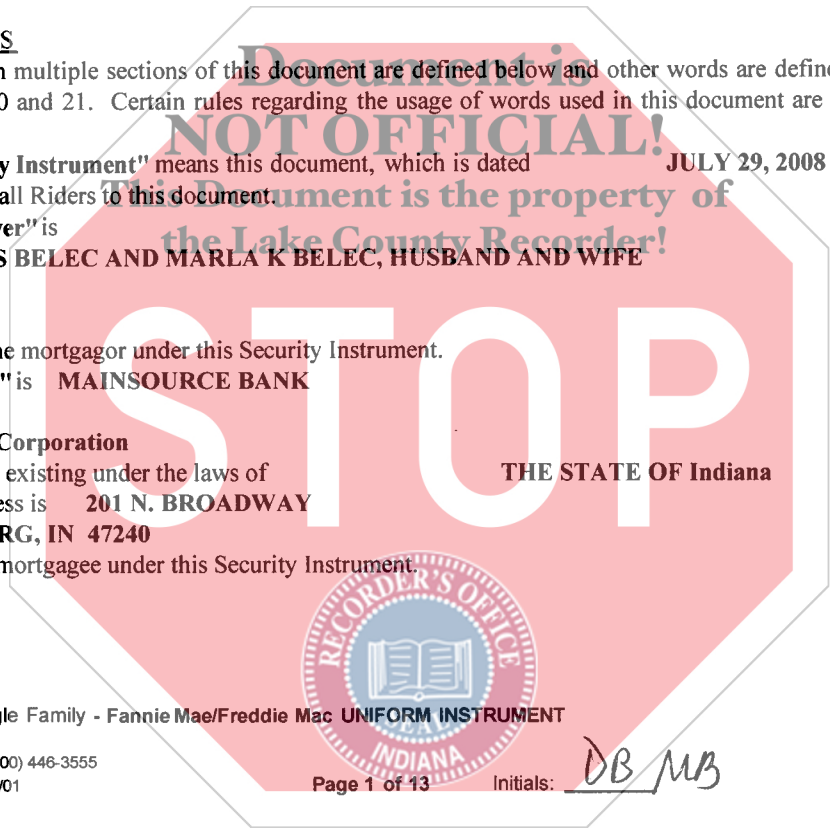 S
Document is
n multiple sections of this document are defined below and other words are define
0 and 21. Certain rules regarding the usage of words used in this document are
NOT OFFICIAL!
y Instrument" means this document, which is dated JULY 29, 2008
all Riders to this document.
This Document is the property of
er" is
the Lake County Recorder!
S BELEC AND MARLA K BELEC, HUSBAND AND WIFE
STOP
e mortgagor under this Security Instrument.
" is MAINSOURCE BANK
Corporation
existing under the laws of THE STATE OF Indiana
ess is 201 N. BROADWAY
RG, IN 47240
mortgagee under this Security Instrument.
RECORDER'S OFFICE
SEAL
INDIANA
gle Family - Fannie Mae/Freddie Mac UNIFORM INSTRUMENT
00) 446-3555
/01
Page 1 of 13 Initials: DB MB